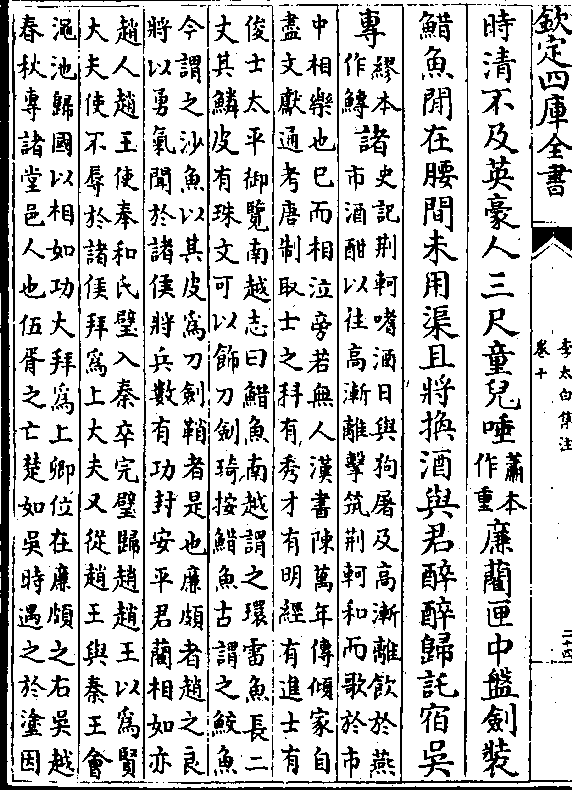 欽定四庫全書
李太白集注
卷十
二十四
時清不及英豪人三尺童兒唾蕭本作重廉藺匣中盤劍裝
䱜魚閒在腰間未用渠且將換酒與君醉醉歸託宿吳
專繆本作鱄諸史記荆軻嗜酒日與狗屠及高漸離飲於燕
市酒酣以往高漸離擊筑荆軻和而歌於市
中相樂也已而相泣旁若無人漢書陳萬年傳傾家自
盡文獻通考唐制取士之科有秀才有明經有進士有
俊士太平御覽南越志曰䱜魚南越謂之環雷魚長二
丈其鱗皮有珠文可以飾刀劍琦按䱜魚古謂之鮫魚
今謂之沙魚以其皮爲刀劍鞘者是也廉頗者趙之良
將以勇氣聞於諸侯將兵數有功封安平君藺相如亦
趙人趙王使奉和氏璧入秦卒完璧歸趙趙王以爲賢
大夫使不辱於諸侯拜爲上大夫又從趙王與秦王會
澠池歸國以相如功大拜爲上卿位在廉頗之右吳越
春秋專諸堂邑人也伍胥之亡楚如吳時遇之於塗因